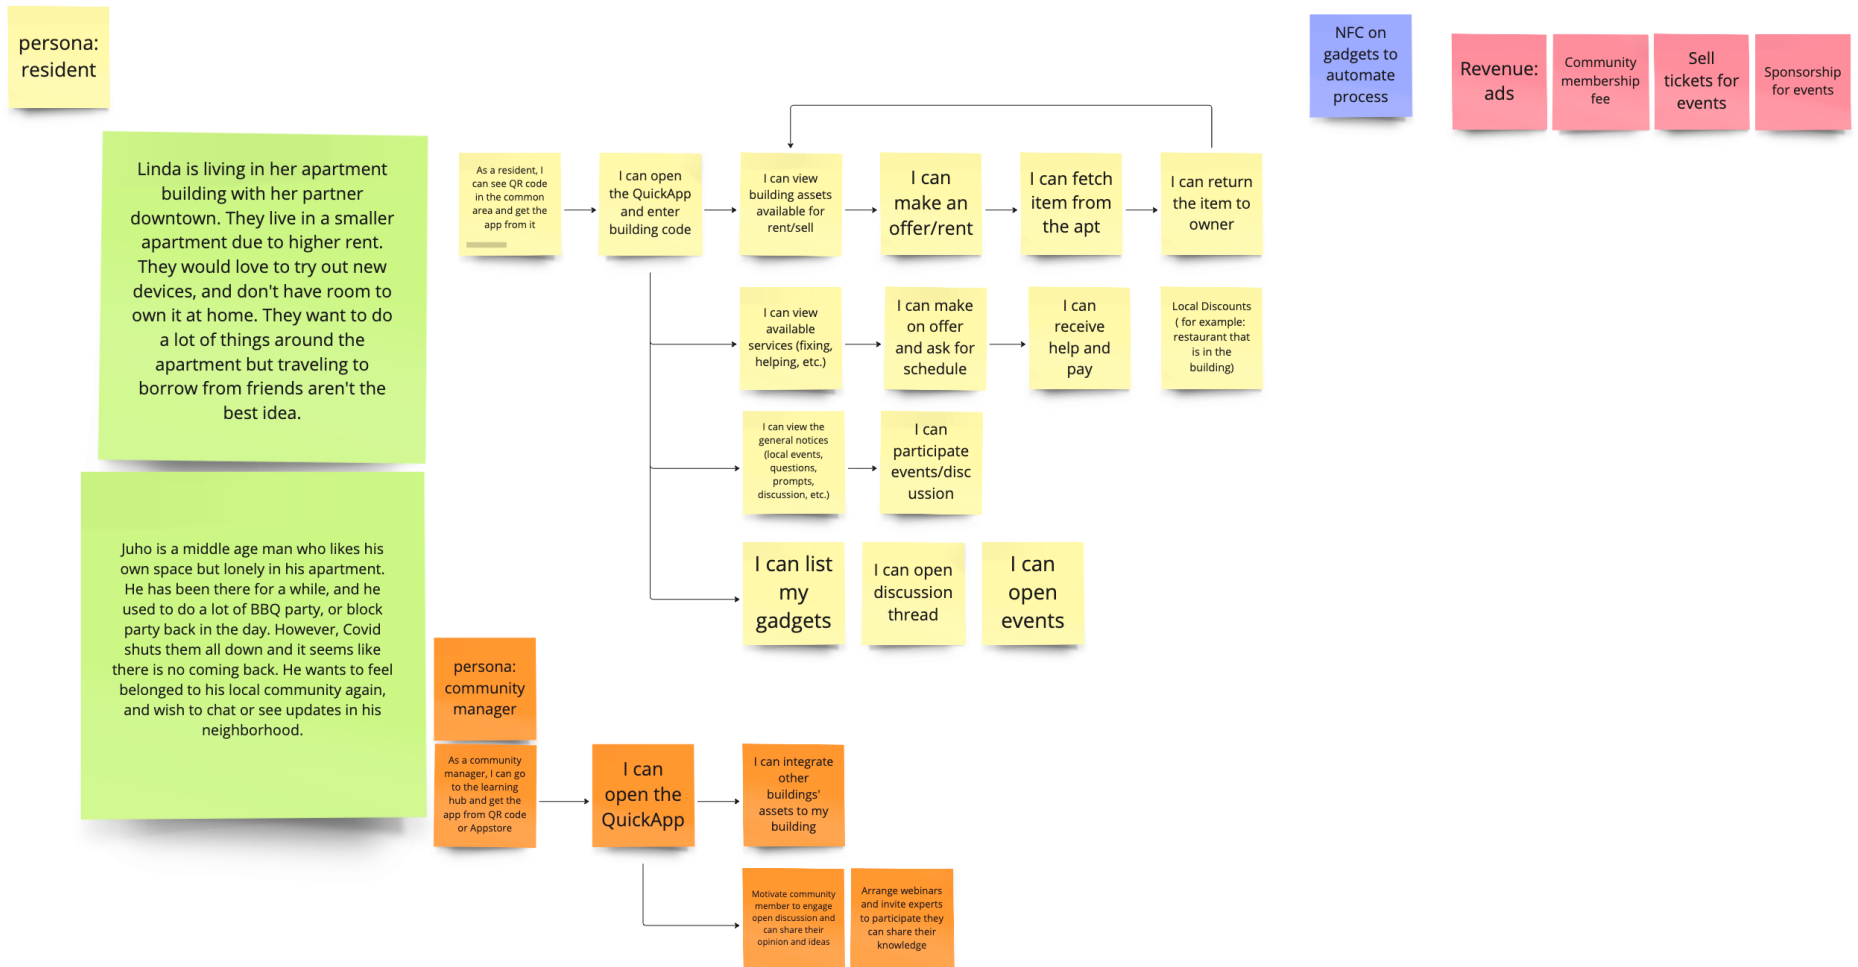 persona:
resident
NFC on
gadgets to
automate
process
Revenue:
ads
Community
membership
fee
Sell
tickets for
events
Sponsorship
for events
Linda is living in her apartment
building with her partner
downtown. They live in a smaller
apartment due to higher rent.
They would love to try out new
devices, and don't have room to
own it at home. They want to do
a lot of things around the
apartment but traveling to
borrow from friends aren't the
best idea.
As a resident, I
can see QR code
in the common
area and get the
app from it
I can open
the QuickApp
and enter
building code
I can view
building assets
available for
rent/sell
I can
make an
offer/rent
I can fetch
item from
the apt
I can return
the item to
owner
I can view
available
services (fixing,
helping, etc.)
I can make
on offer
and ask for
schedule
I can
receive
help and
pay
Local Discounts
( for example:
restaurant that
is in the
building)
I can view the
general notices
(local events,
questions,
prompts,
discussion, etc.)
I can
participate
events/disc
ussion
I can list
my
gadgets
I can open
discussion
thread
I can
open
events
Juho is a middle age man who likes his
own space but lonely in his apartment.
He has been there for a while, and he
used to do a lot of BBQ party, or block
party back in the day. However, Covid
shuts them all down and it seems like
there is no coming back. He wants to feel
belonged to his local community again,
and wish to chat or see updates in his
neighborhood.
persona:
community
manager
As a community
manager, I can go
to the learning
hub and get the
app from QR code
or Appstore
I can
open the
QuickApp
I can integrate
other
buildings'
assets to my
building
Motivate community
member to engage
open discussion and
can share their
opinion and ideas
Arrange webinars
and invite experts
to participate they
can share their
knowledge